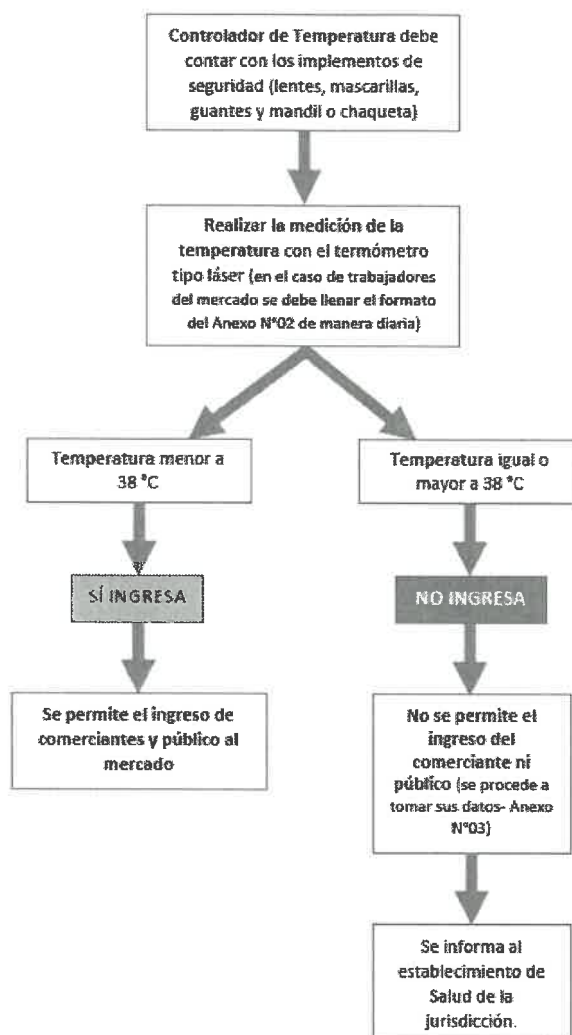 Controlador de Temperatura debe
contar con los implementos de
seguridad (lentes, mascarillas,
guantes y mandil o chaqueta)
Realizar la medición de la
temperatura con el termómetro
tipo láser (en el caso de trabajadores
del mercado se debe llenar el formato
del Anexo N°02 de manera diaria)
Temperatura menor a
38 °C
Temperatura igual o
mayor a 38 °C
SÍ INGRESA
NO INGRESA
Se permite el ingreso de
comerciantes y público al
mercado
No se permite el
ingreso del
comerciante ni
público (se procede a
tomar sus datos- Anexo
N°03)
Se informa al
establecimiento de
Salud de la
jurisdicción.